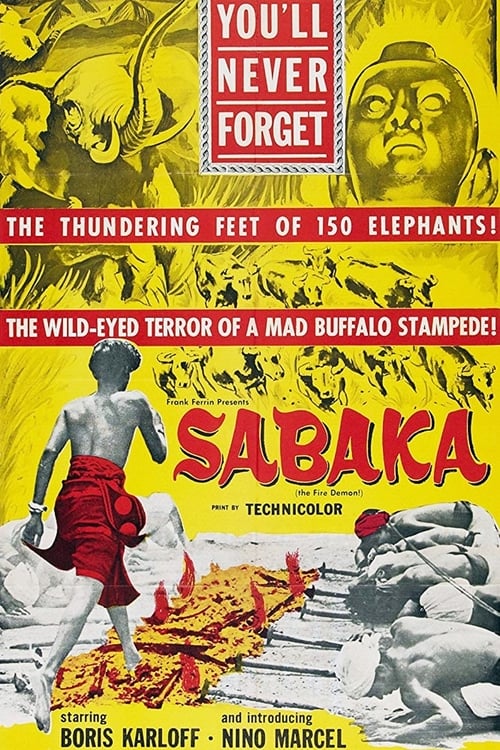 YOU'LL
NEVER
FORGET
THE THUNDERING FEET OF 150 ELEPHANTS!
THE WILD-EYED TERROR OF A MAD BUFFALO STAMPEDE!
Frank Ferrin Presents
SABAKA
(the Fire Demon!)
PRINT BY TECHNICOLOR
starring and introducing
BORIS KARLOFF · NINO MARCEL